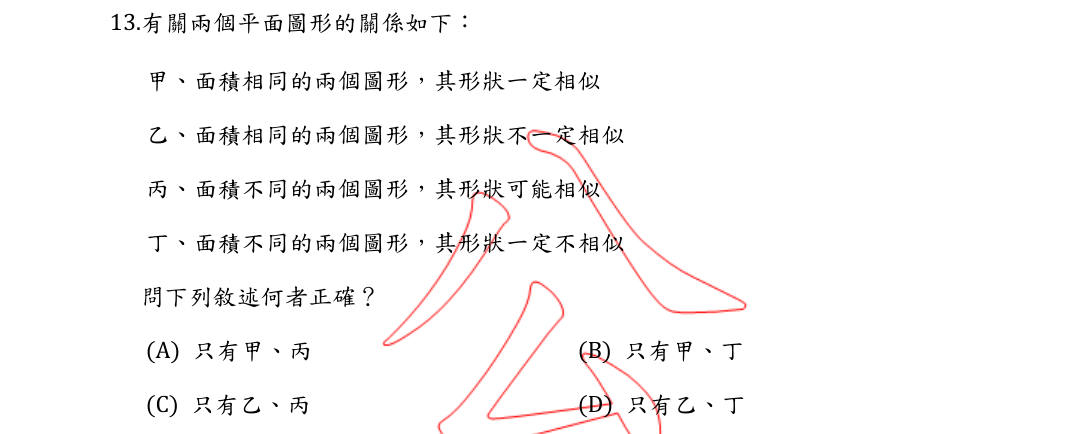 13.有關兩個平面圖形的關係如下：
甲、面積相同的兩個圖形，其形狀一定相似
乙、面積相同的兩個圖形，其形狀不一定相似
丙、面積不同的兩個圖形，其形狀可能相似
丁、面積不同的兩個圖形，其形狀一定不相似
問下列敘述何者正確？
(A) 只有甲、丙 (B) 只有甲、丁
(C) 只有乙、丙 (D) 只有乙、丁